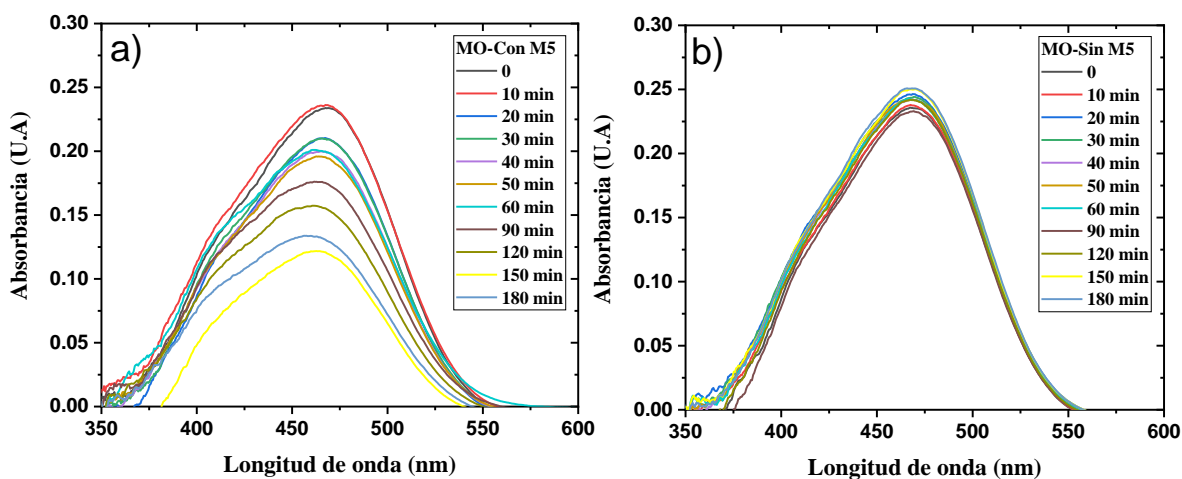 a)
Absorbancia (U.A)
0.30
0.25
0.20
0.15
0.10
0.05
0.00
350 400 450 500 550 600
Longitud de onda (nm)
MO-Con M5
0
10 min
20 min
30 min
40 min
50 min
60 min
90 min
120 min
150 min
180 min
b)
Absorbancia (U.A)
0.30
0.25
0.20
0.15
0.10
0.05
0.00
350 400 450 500 550 600
Longitud de onda (nm)
MO-Sin M5
0
10 min
20 min
30 min
40 min
50 min
60 min
90 min
120 min
150 min
180 min